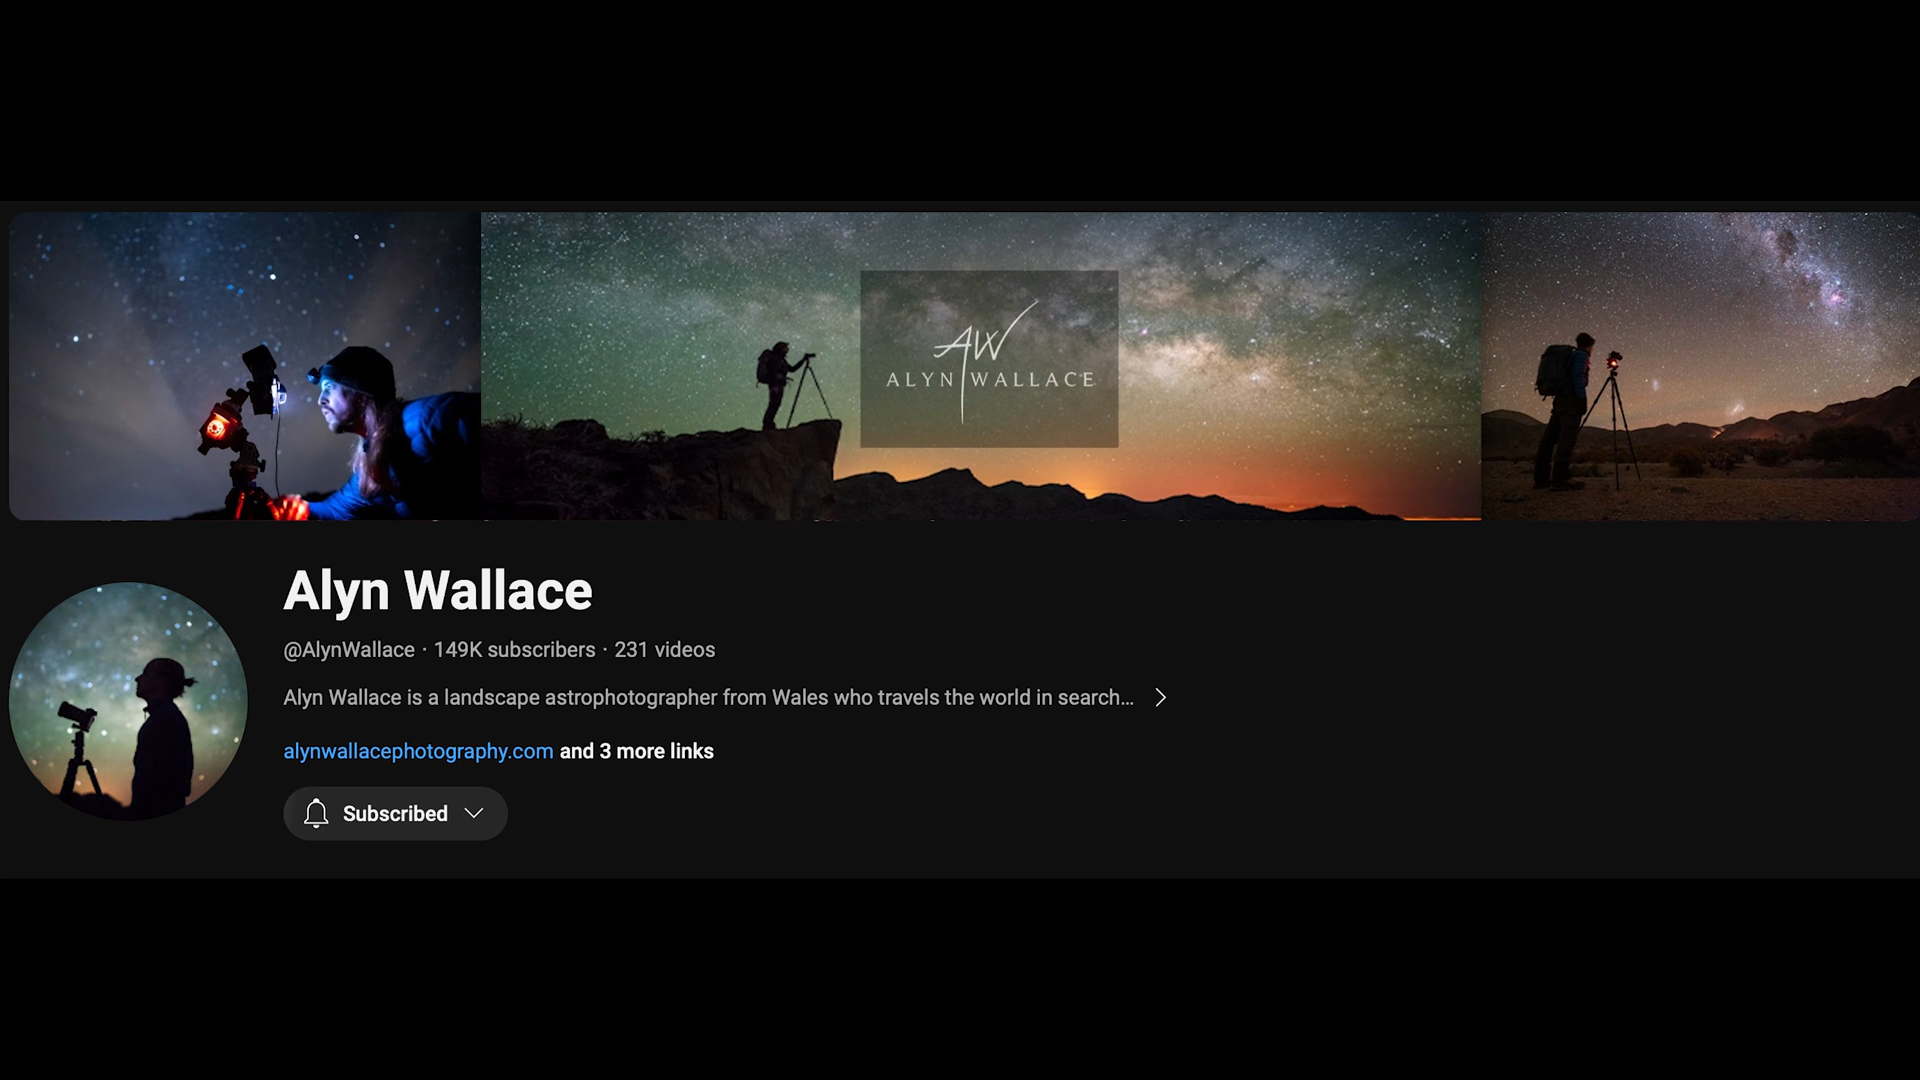 AW
ALYN WALLACE
Alyn Wallace
@AlynWallace · 149K subscribers · 231 videos
Alyn Wallace is a landscape astrophotographer from Wales who travels the world in search...
alynwallacephotography.com and 3 more links
Subscribed